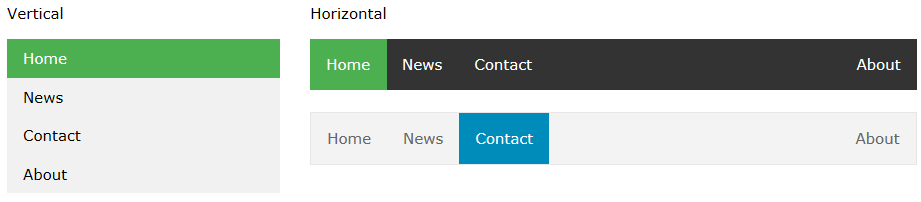 Vertical
Home
News
Contact
About
Horizontal
Home News Contact About
Home News Contact About